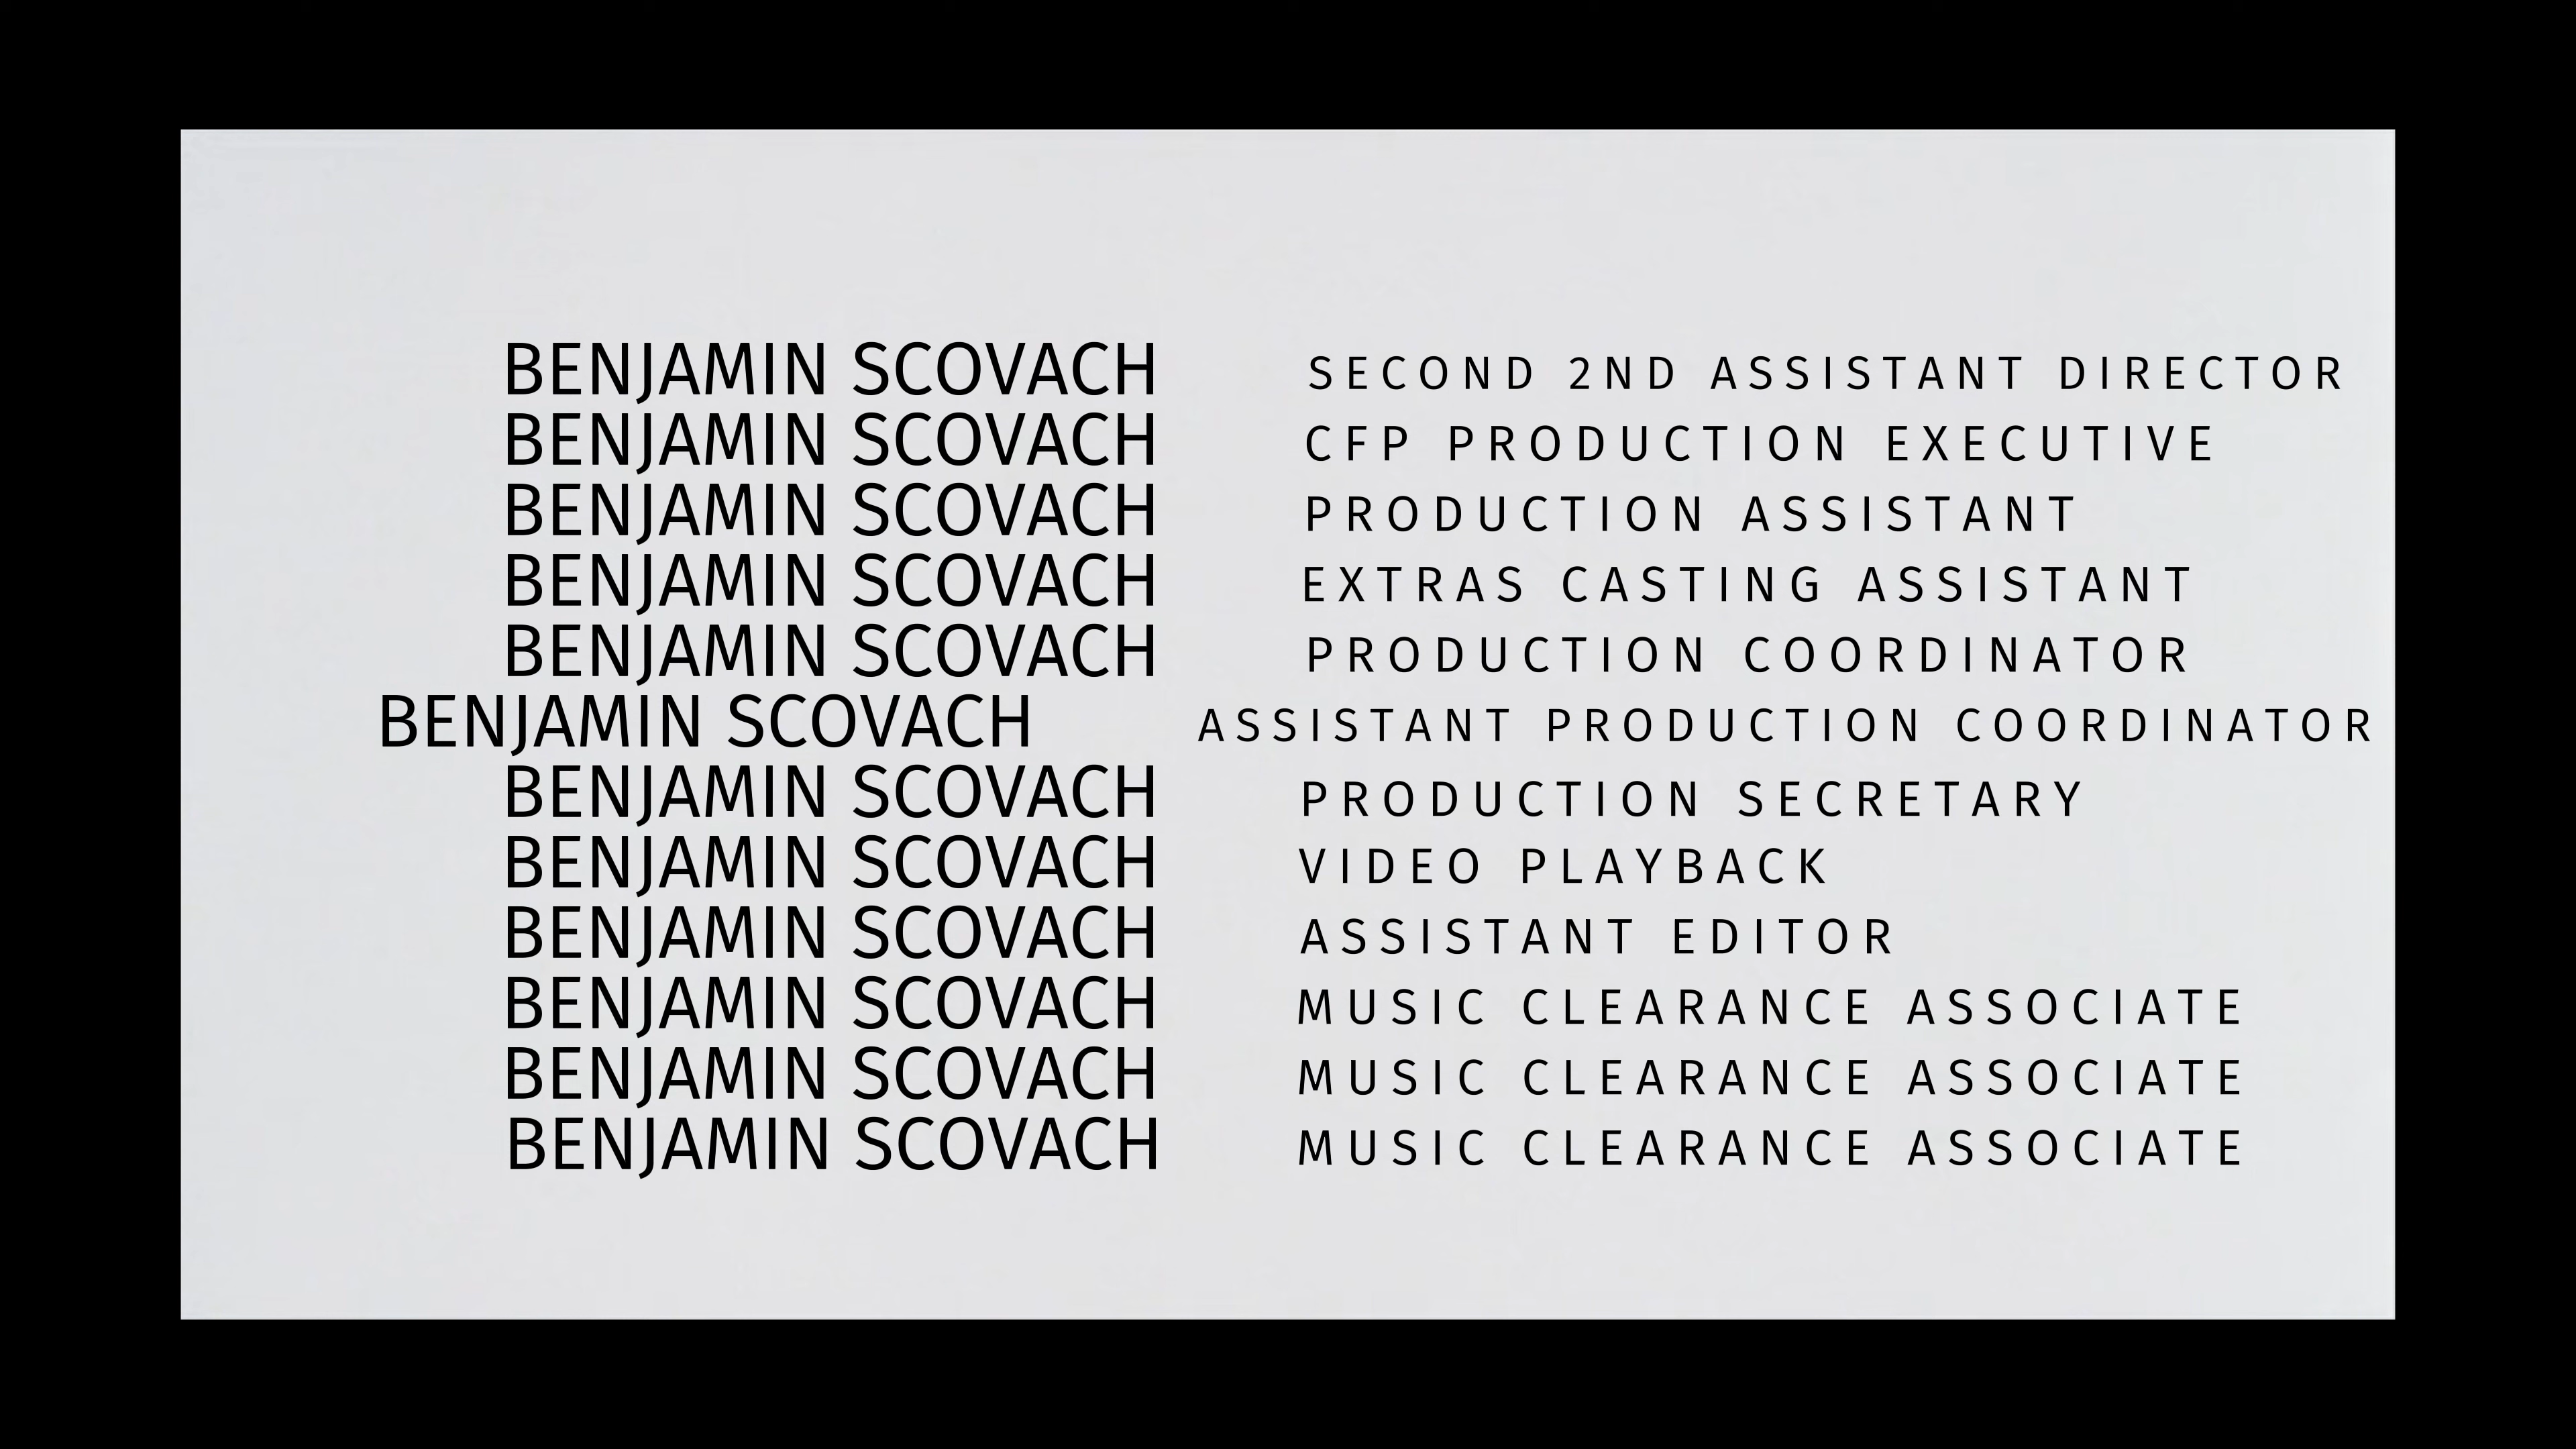 BENJAMIN SCOVACH SECOND 2ND ASSISTANT DIRECTOR
BENJAMIN SCOVACH CFP PRODUCTION EXECUTIVE
BENJAMIN SCOVACH PRODUCTION ASSISTANT
BENJAMIN SCOVACH EXTRAS CASTING ASSISTANT
BENJAMIN SCOVACH PRODUCTION COORDINATOR
BENJAMIN SCOVACH ASSISTANT PRODUCTION COORDINATOR
BENJAMIN SCOVACH PRODUCTION SECRETARY
BENJAMIN SCOVACH VIDEO PLAYBACK
BENJAMIN SCOVACH ASSISTANT EDITOR
BENJAMIN SCOVACH MUSIC CLEARANCE ASSOCIATE
BENJAMIN SCOVACH MUSIC CLEARANCE ASSOCIATE
BENJAMIN SCOVACH MUSIC CLEARANCE ASSOCIATE